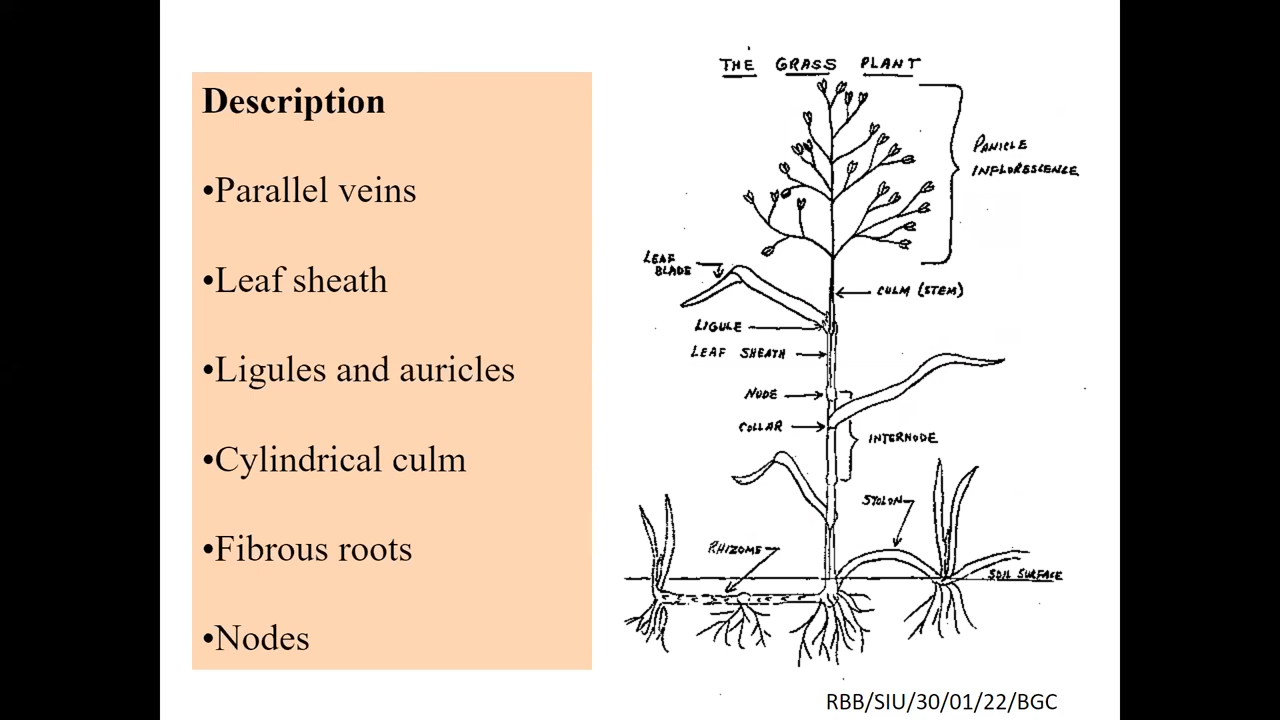 Description
•Parallel veins
•Leaf sheath
•Ligules and auricles
•Cylindrical culm
•Fibrous roots
•Nodes
THE GRASS PLANT
PANICLE
INFLORESCENCE
LEAF
BLADE
CULM (STEM)
LIGULE
LEAF SHEATH
NODE
COLLAR
INTERNODE
STOLON
RHIZOME
SOIL SURFACE
RBB/SIU/30/01/22/BGC